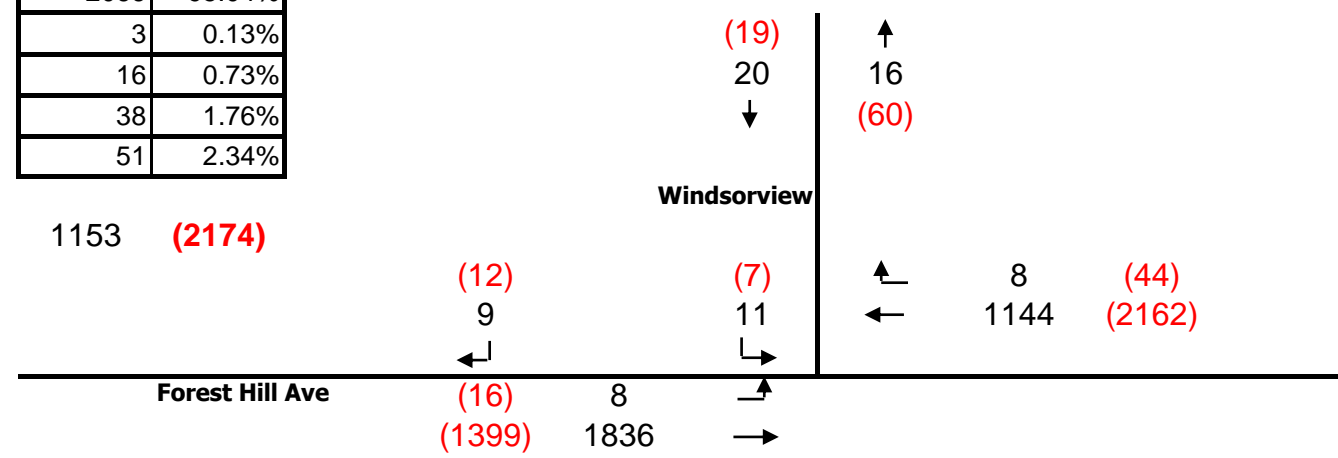 3 0.13%
16 0.73%
38 1.76%
51 2.34%
1153 (2174)
(19)
20 16
(60)
Windsorview
(12) (7) 8 (44)
9 11 1144 (2162)
Forest Hill Ave (16) 8
(1399) 1836